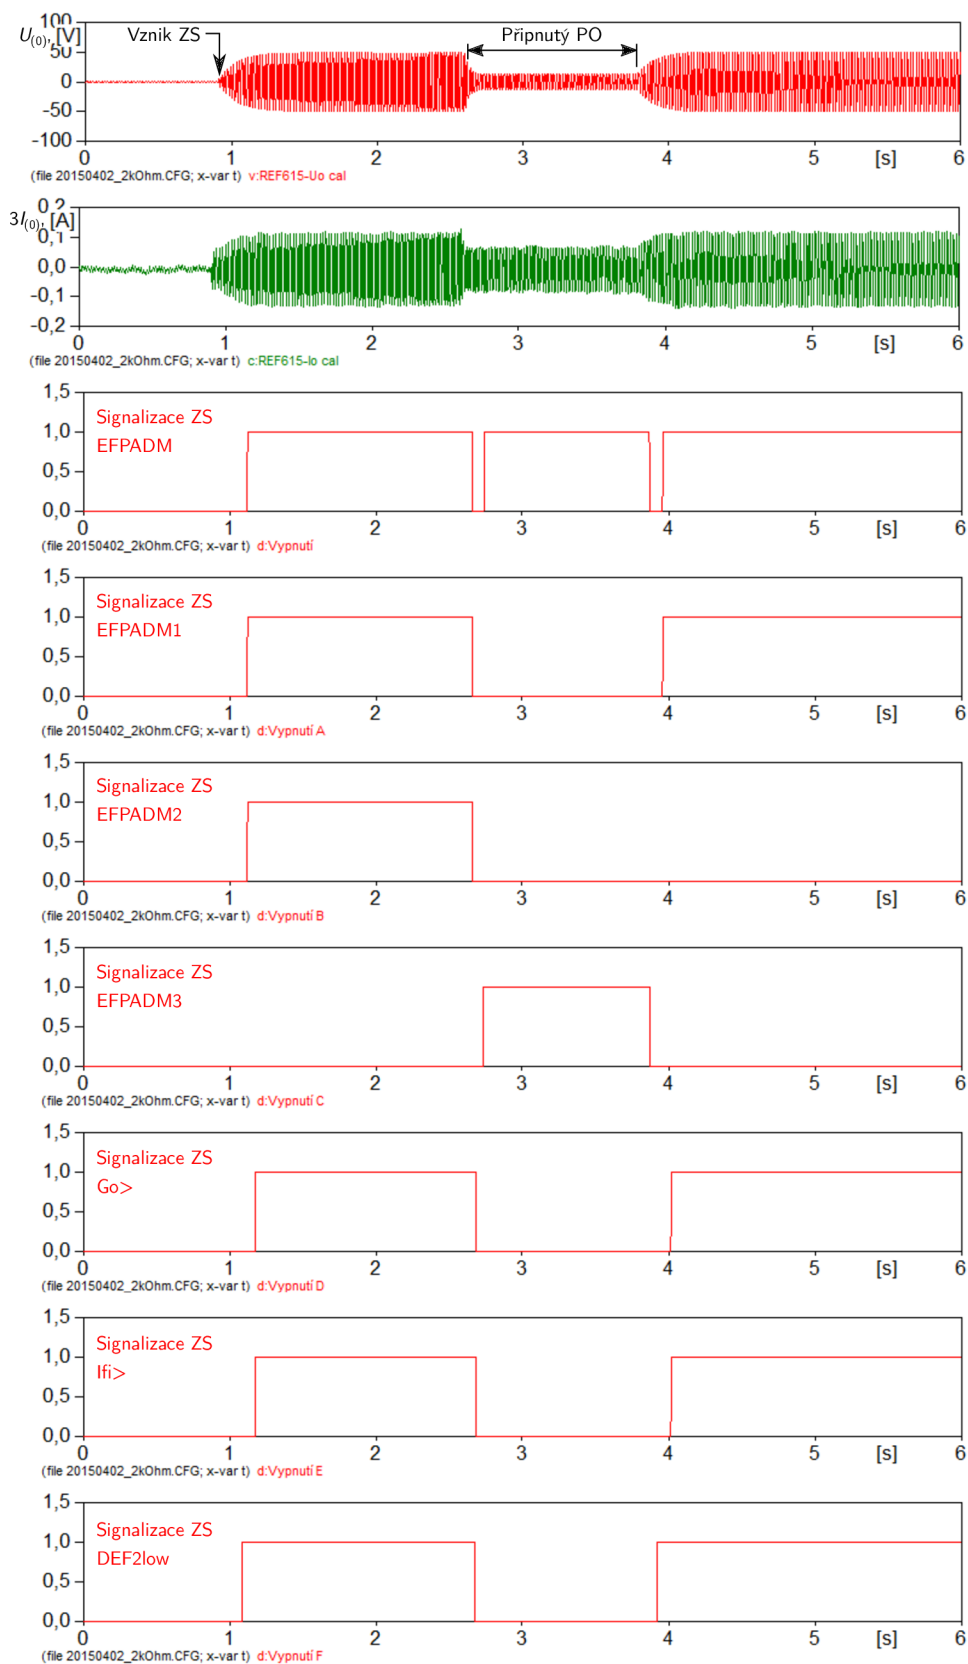 100
U(0), [V]
Vznik ZS
Připnutý PO
50
0
-50
-100
0 1 2 3 4 5 [s] 6
(file 20150402_2kOhm.CFG; x-var t) v:REF615-Uo cal
0,2
3I(0), [A]
0,1
0,0
-0,1
-0,2
0 1 2 3 4 5 [s] 6
(file 20150402_2kOhm.CFG; x-var t) c:REF615-Io cal
1,5
Signalizace ZS
1,0
EFPADM
0,5
0,0
0 1 2 3 4 5 [s] 6
(file 20150402_2kOhm.CFG; x-var t) d:Vypnutí
1,5
Signalizace ZS
1,0
EFPADM1
0,5
0,0
0 1 2 3 4 5 [s] 6
(file 20150402_2kOhm.CFG; x-var t) d:Vypnutí A
1,5
Signalizace ZS
1,0
EFPADM2
0,5
0,0
0 1 2 3 4 5 [s] 6
(file 20150402_2kOhm.CFG; x-var t) d:Vypnutí B
1,5
Signalizace ZS
1,0
EFPADM3
0,5
0,0
0 1 2 3 4 5 [s] 6
(file 20150402_2kOhm.CFG; x-var t) d:Vypnutí C
1,5
Signalizace ZS
1,0
Go>
0,5
0,0
0 1 2 3 4 5 [s] 6
(file 20150402_2kOhm.CFG; x-var t) d:Vypnutí D
1,5
Signalizace ZS
1,0
Ifi>
0,5
0,0
0 1 2 3 4 5 [s] 6
(file 20150402_2kOhm.CFG; x-var t) d:Vypnutí E
1,5
Signalizace ZS
1,0
DEF2low
0,5
0,0
0 1 2 3 4 5 [s] 6
(file 20150402_2kOhm.CFG; x-var t) d:Vypnutí F